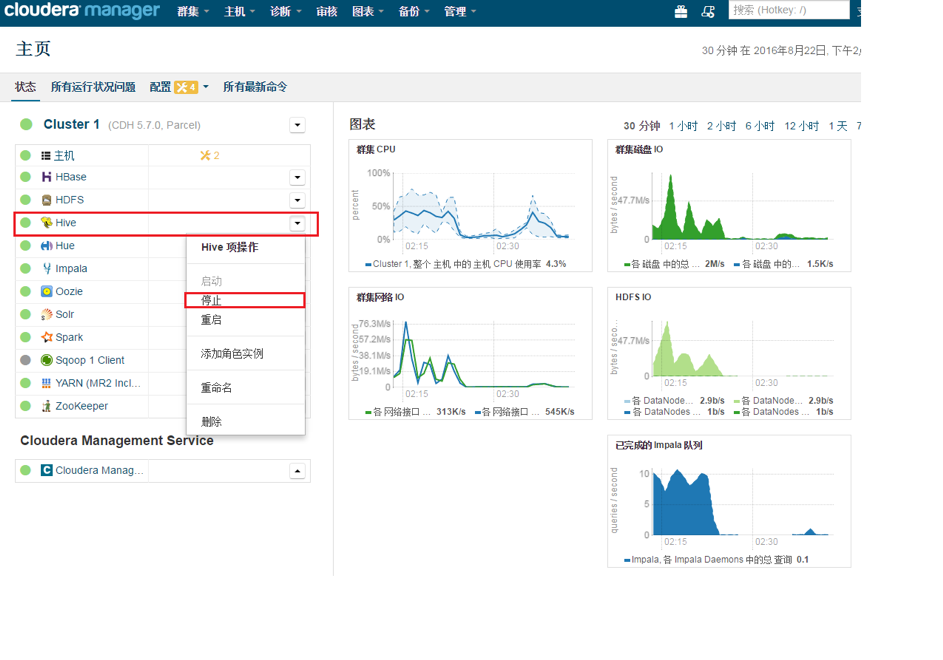 cloudera manager 群集 主机 诊断 审核 图表 备份 管理 搜索 (Hotkey: /)
主页
30 分钟 在 2016年8月22日, 下午2
状态 所有运行状况问题 配置 4 所有最新命令
Cluster 1 (CDH 5.7.0, Parcel)
主机 2
HBase
HDFS
Hive
Hue
Impala
Oozie
Solr
Spark
Sqoop 1 Client
YARN (MR2 Incl...
ZooKeeper
Hive 项操作
启动
停止
重启
添加角色实例
重命名
删除
Cloudera Management Service
Cloudera Manag...
图表
30 分钟 1 小时 2 小时 6 小时 12 小时 1 天 7
群集 CPU
percent
100%
50%
0%
02:15 02:30
Cluster 1, 整个 主机 中的 主机 CPU 使用率 4.3%
群集磁盘 IO
bytes / second
47.7M/s
0
02:15 02:30
各 磁盘 中的总 ... 2M/s 各 磁盘 中的... 1.5K/s
群集网络 IO
bytes / second
76.3M/s
57.2M/s
38.1M/s
19.1M/s
0
02:15 02:30
各 网络接口 ... 313K/s 各 网络接口 ... 545K/s
HDFS IO
bytes / seco...
47.7M/s
0
02:15 02:30
各 DataNode... 2.9b/s 各 DataNode... 2.9b/s
各 DataNodes ... 1b/s 各 DataNodes ... 1b/s
已完成的 Impala 队列
queries / second
10
5
0
02:15 02:30
Impala, 各 Impala Daemons 中的总 查询 0.1